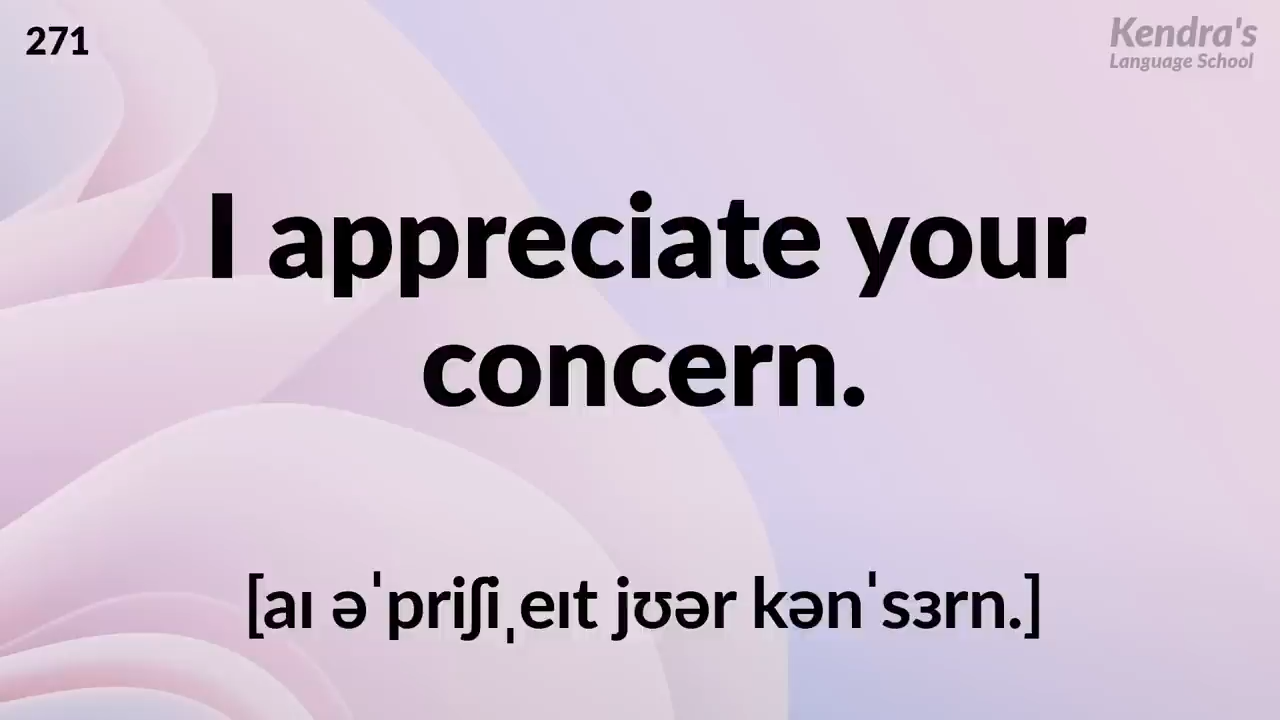 271
Kendra's
Language School
I appreciate your
concern.
[aɪ əˈpriʃiˌeɪt jʊər kənˈsɜrn.]